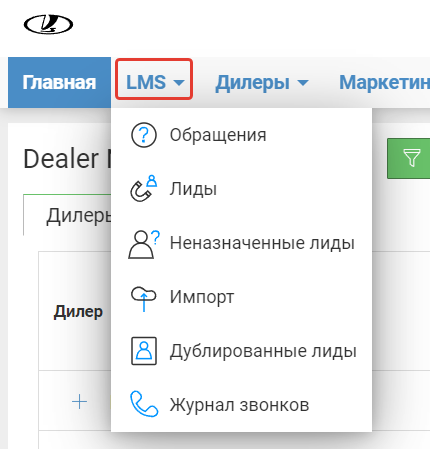 Главная LMS Дилеры Маркетин
Dealer
Дилеры
Дилер
Обращения
Лиды
Неназначенные лиды
Импорт
Дублированные лиды
Журнал звонков